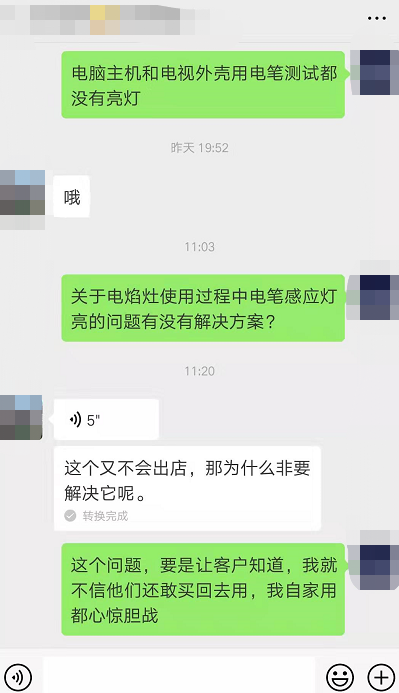 电脑主机和电视外壳用电笔测试都
没有亮灯
昨天 19:52
哦
11:03
关于电焰灶使用过程中电笔感应灯
亮的问题有没有解决方案?
11:20
5"
这个又不会出店，那为什么非要
解决它呢。
转换完成
这个问题，要是让客户知道，我就
不信他们还敢买回去用，我自家用
都心惊胆战